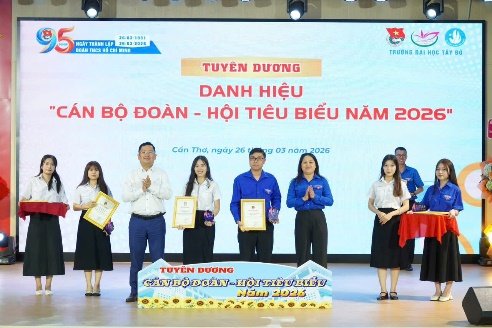 95
NGÀY THÀNH LẬP
ĐOÀN TNCS HỒ CHÍ MINH
26-03-1931
26-03-2026
TRƯỜNG ĐẠI HỌC TÂY ĐÔ
TUYÊN DƯƠNG
DANH HIỆU
"CÁN BỘ ĐOÀN - HỘI TIÊU BIỂU NĂM 2026"
Cần Thơ, ngày 26 tháng 03 năm 2026
TUYÊN DƯƠNG
CÁN BỘ ĐOÀN - HỘI TIÊU BIỂU
Năm 2026